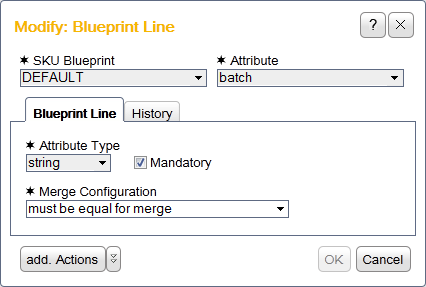 Modify: Blueprint Line ?
✶ SKU Blueprint ✶ Attribute
DEFAULT batch
Blueprint Line History
✶ Attribute Type
string Mandatory
✶ Merge Configuration
must be equal for merge
add. Actions OK Cancel